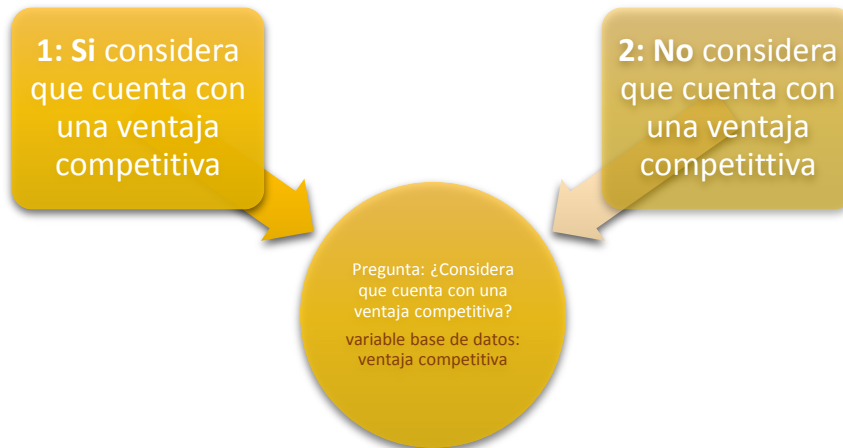 1: Si considera
que cuenta con
una ventaja
competitiva
2: No considera
que cuenta con
una ventaja
competittiva
Pregunta: ¿Considera
que cuenta con una
ventaja competitiva?
variable base de datos:
ventaja competitiva